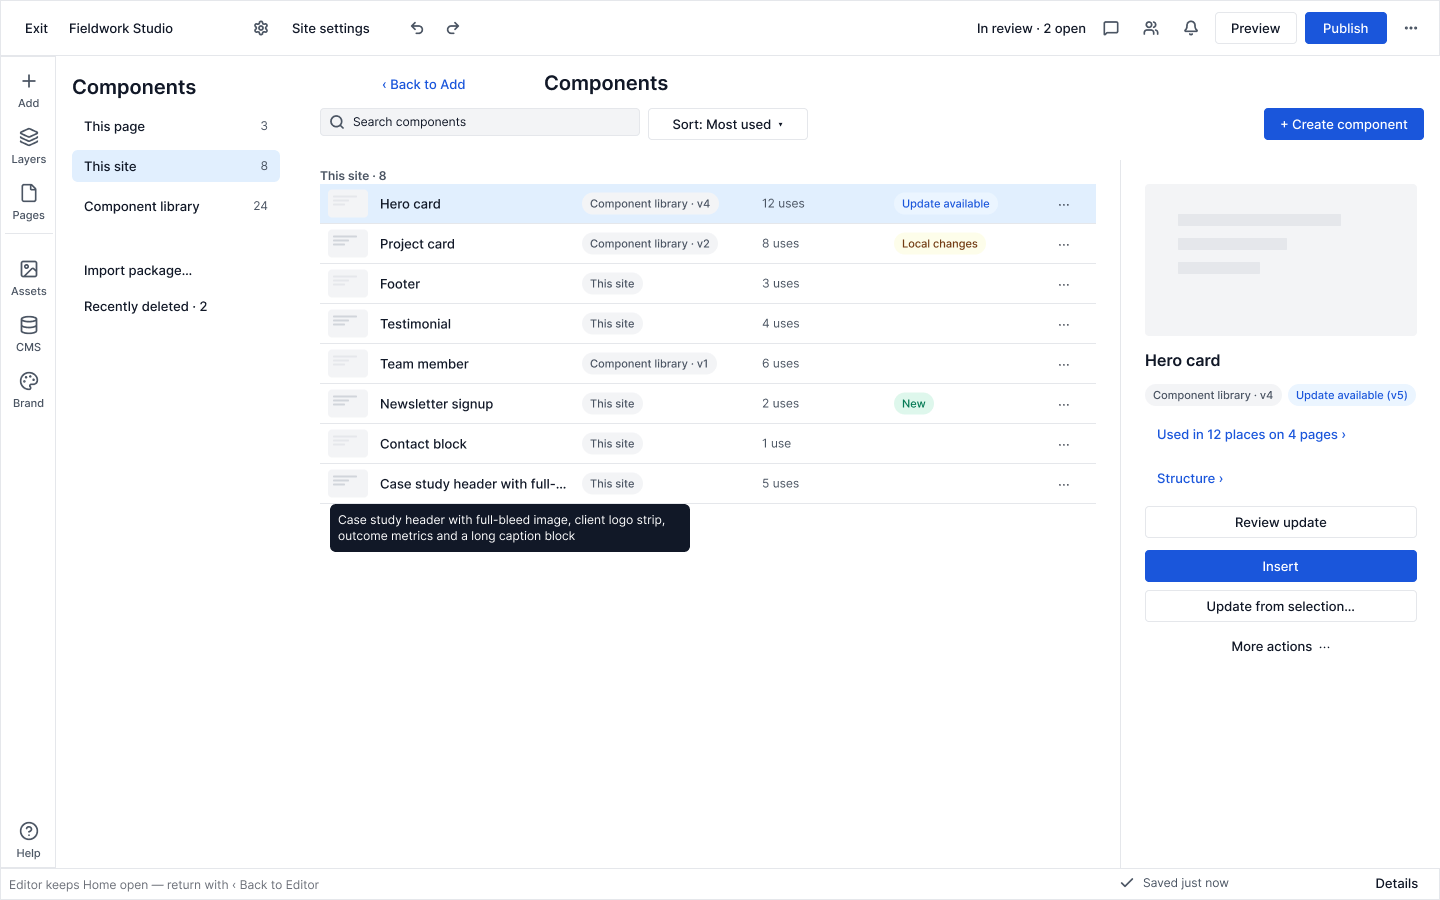 Exit
Fieldwork Studio
Site settings
In review · 2 open
Preview
Publish
Add
Layers
Pages
Assets
CMS
Brand
Help
Components
This page 3
This site 8
Component library 24
Import package...
Recently deleted · 2
‹ Back to Add
Components
Search components
Sort: Most used
+ Create component
This site · 8
Hero card Component library · v4 12 uses Update available
Project card Component library · v2 8 uses Local changes
Footer This site 3 uses
Testimonial This site 4 uses
Team member Component library · v1 6 uses
Newsletter signup This site 2 uses New
Contact block This site 1 use
Case study header with full-... This site 5 uses
Case study header with full-bleed image, client logo strip,
outcome metrics and a long caption block
Hero card
Component library · v4 Update available (v5)
Used in 12 places on 4 pages ›
Structure ›
Review update
Insert
Update from selection...
More actions ···
Editor keeps Home open — return with ‹ Back to Editor
Saved just now
Details